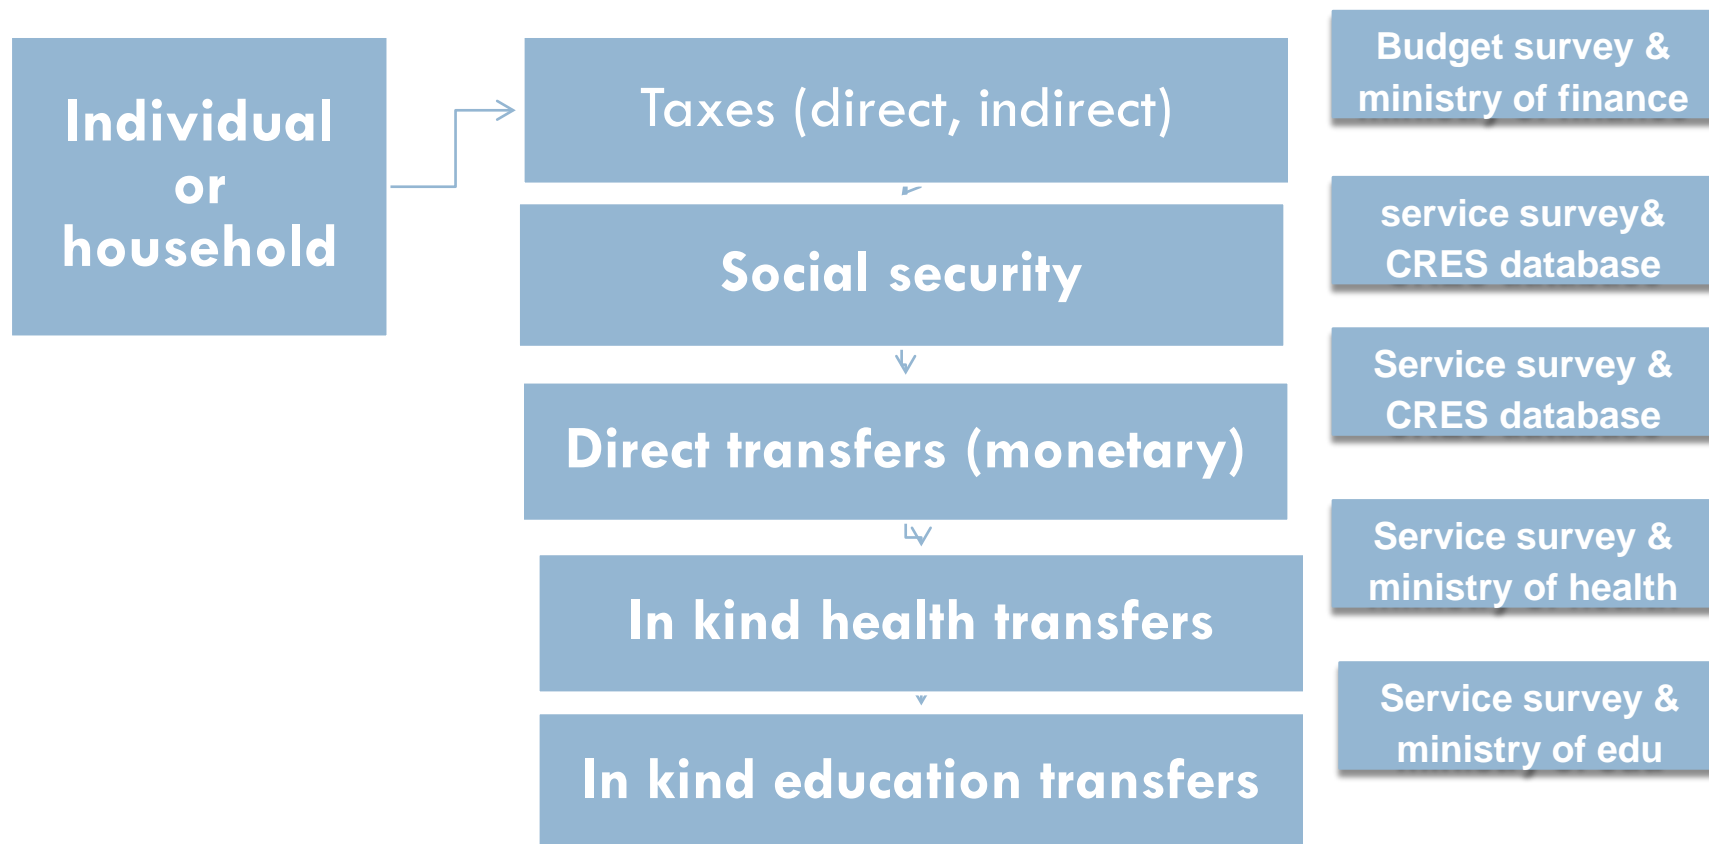 Individual
or
household
Taxes (direct, indirect)
Social security
Direct transfers (monetary)
In kind health transfers
In kind education transfers
Budget survey &
ministry of finance
service survey&
CRES database
Service survey &
CRES database
Service survey &
ministry of health
Service survey &
ministry of edu